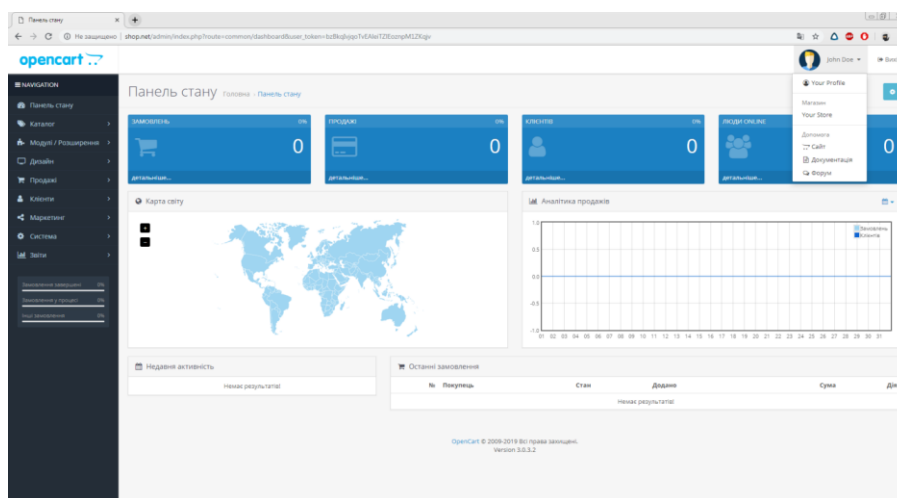 Панель стану
Не защищено | shop.net/admin/index.php?route=common/dashboard&user_token=
opencart
John Doe
Your Profile
Магазин
Your Store
Допомога
Сайт
Документація
Форум
NAVIGATION
Панель стану
Каталог
Модулі / Розширення
Дизайн
Продажі
Клієнти
Маркетинг
Система
Звіти
Замовлення завершені 0%
Замовлення у процесі 0%
Інші замовлення 0%
Панель стану Головна Панель стану
ЗАМОВЛЕНЬ 0%
0
детальніше...
ПРОДАЖІ 0%
0
детальніше...
КЛІЄНТІВ 0%
0
детальніше...
ЛЮДИ ONLINE
0
детальніше...
Карта світу
+
-
Аналітика продажів
Замовлень
Клієнтів
1.0
0.5
0.0
-0.5
-1.0
01 02 03 04 05 06 07 08 09 10 11 12 13 14 15 16 17 18 19 20 21 22 23 24 25 26 27 28 29 30 31
Недавня активність
Немає результатів!
Останні замовлення
№ Покупець Стан Додано Сума
Немає результатів!
OpenCart © 2009-2019 Всі права захищені.
Version 3.0.3.2